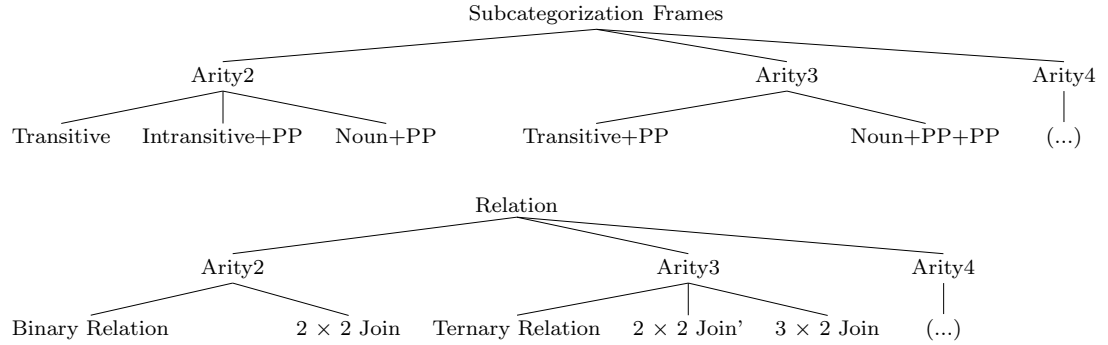 Subcategorization Frames
Arity2 Arity3 Arity4
Transitive Intransitive+PP Noun+PP Transitive+PP Noun+PP+PP (...)
Relation
Arity2 Arity3 Arity4
Binary Relation 2 × 2 Join Ternary Relation 2 × 2 Join' 3 × 2 Join (...)